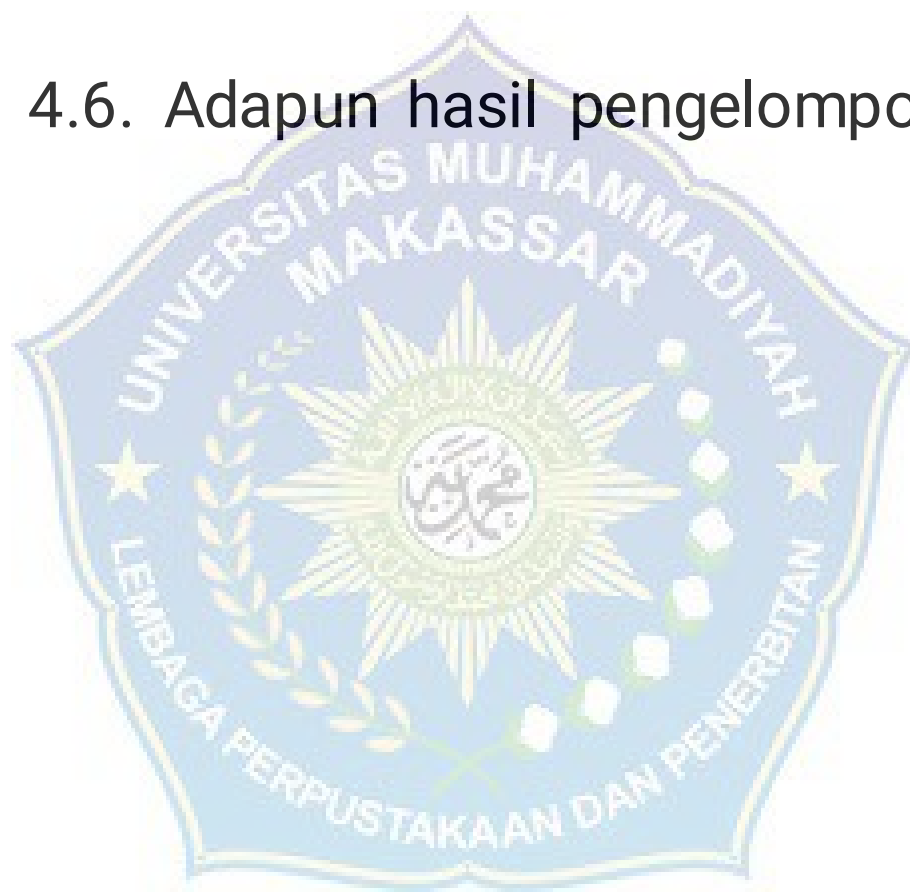 4.6. Adapun hasil pengelompo
UNIVERSITAS MUHAMMADIYAH
MAKASSAR
LEMBAGA PERPUSTAKAAN DAN PENERBITAN